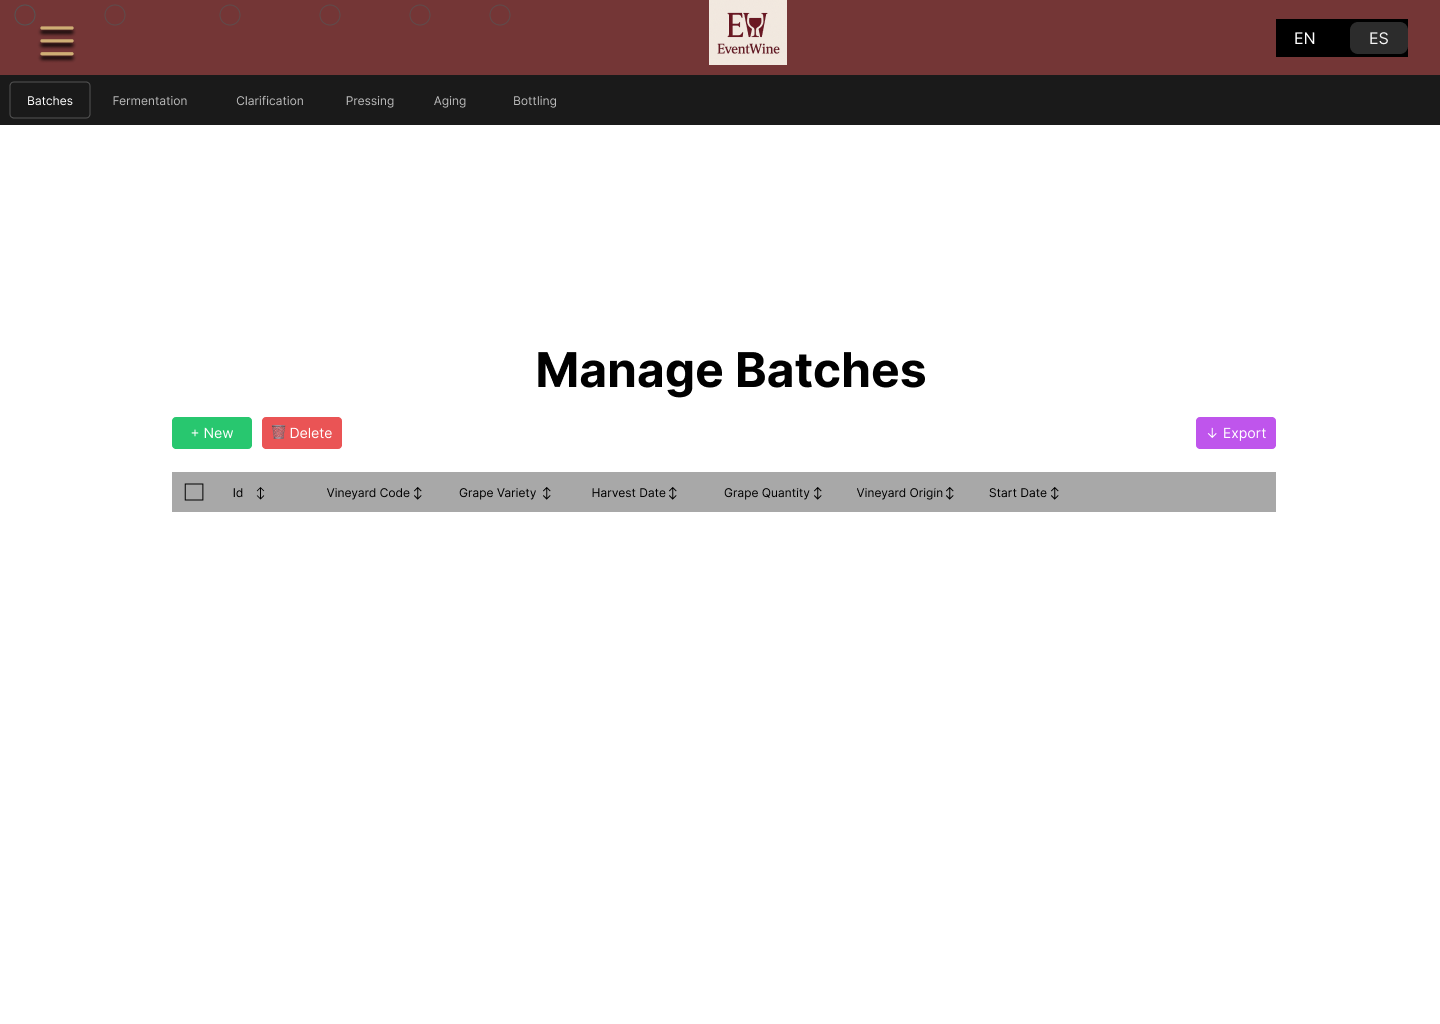 EW
EventWine
EN ES
Batches Fermentation Clarification Pressing Aging Bottling
Manage Batches
+ New 🗑 Delete ↓ Export
Id ↕ Vineyard Code ↕ Grape Variety ↕ Harvest Date ↕ Grape Quantity ↕ Vineyard Origin ↕ Start Date ↕